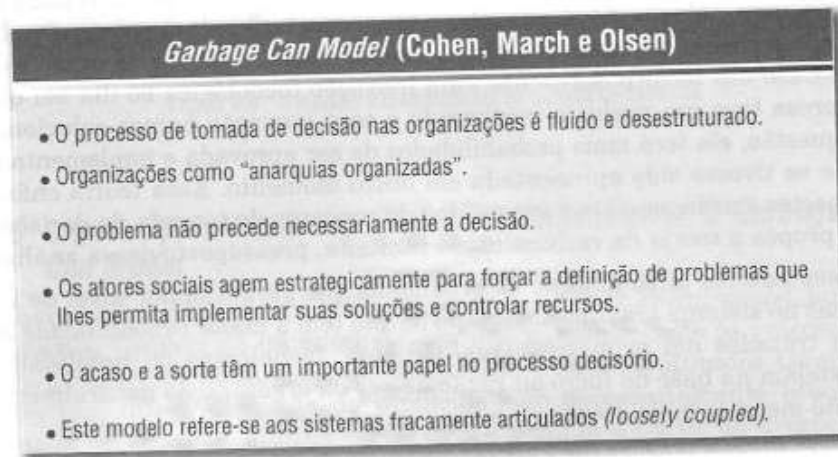 Garbage Can Model (Cohen, March e Olsen)
• O processo de tomada de decisão nas organizações é fluido e desestruturado.
• Organizações como "anarquias organizadas".
• O problema não precede necessariamente a decisão.
• Os atores sociais agem estrategicamente para forçar a definição de problemas que
lhes permita implementar suas soluções e controlar recursos.
• O acaso e a sorte têm um importante papel no processo decisório.
• Este modelo refere-se aos sistemas fracamente articulados (loosely coupled).